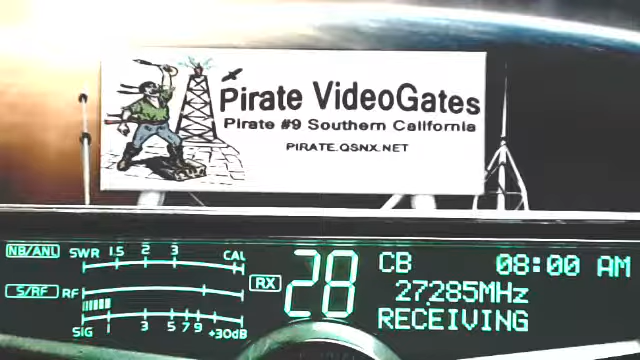 Pirate VideoGates
Pirate #9 Southern California
PIRATE.QSNX.NET
NB/ANL SWR 1.5 2 3 CAL
S/RF RF
SIG 1 3 5 7 9 +30dB
RX 28
CB 08:00 AM
27285MHz
RECEIVING